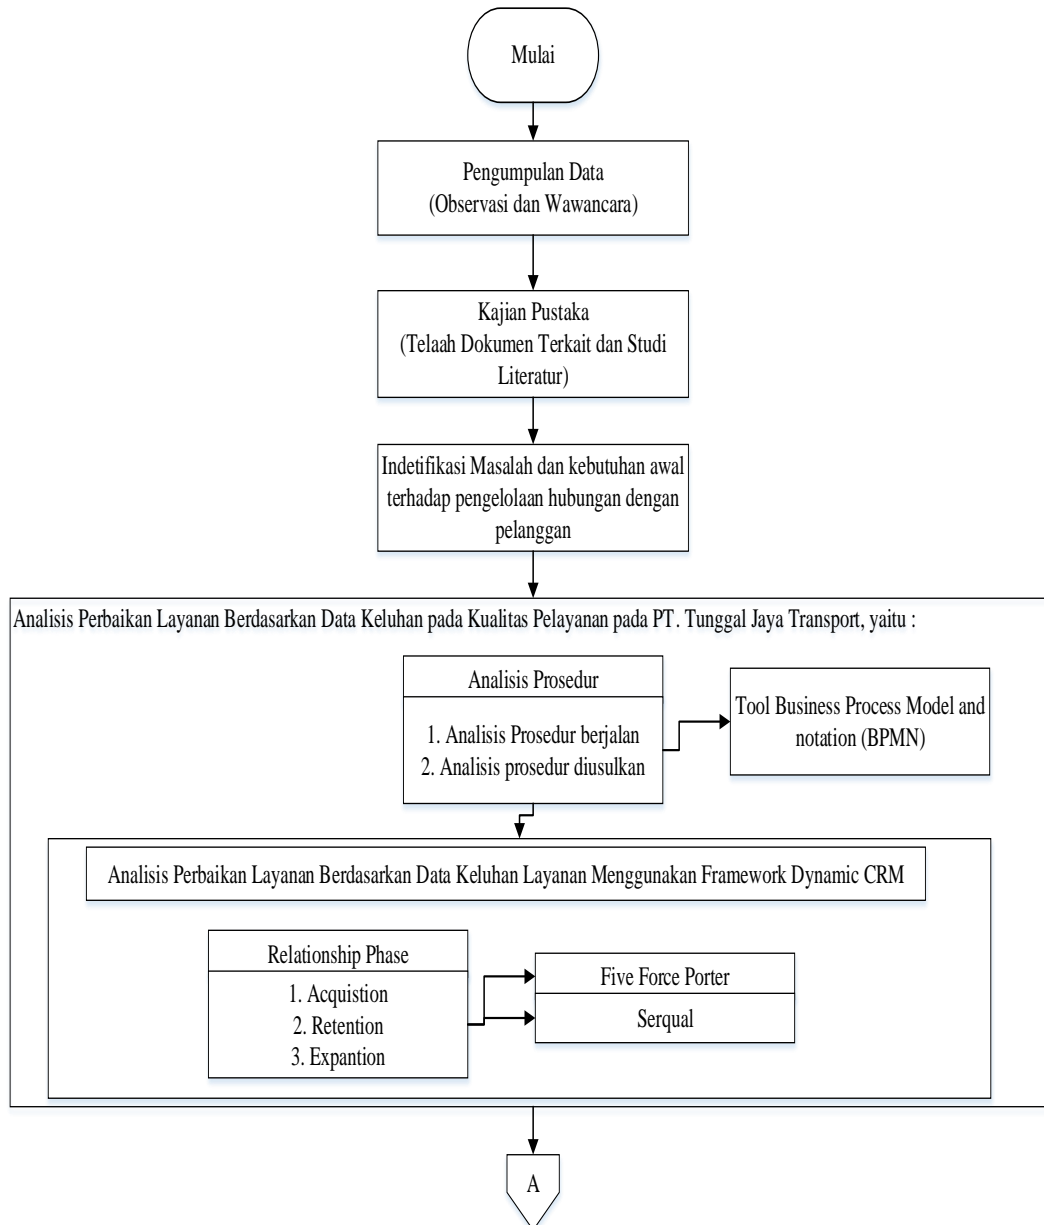 Mulai
Pengumpulan Data
(Observasi dan Wawancara)
Kajian Pustaka
(Telaah Dokumen Terkait dan Studi
Literatur)
Indetifikasi Masalah dan kebutuhan awal
terhadap pengelolaan hubungan dengan
pelanggan
Analisis Perbaikan Layanan Berdasarkan Data Keluhan pada Kualitas Pelayanan pada PT. Tunggal Jaya Transport, yaitu :
Analisis Prosedur
1. Analisis Prosedur berjalan
2. Analisis prosedur diusulkan
Tool Business Process Model and
notation (BPMN)
Analisis Perbaikan Layanan Berdasarkan Data Keluhan Layanan Menggunakan Framework Dynamic CRM
Relationship Phase
1. Acquistion
2. Retention
3. Expantion
Five Force Porter
Serqual
A